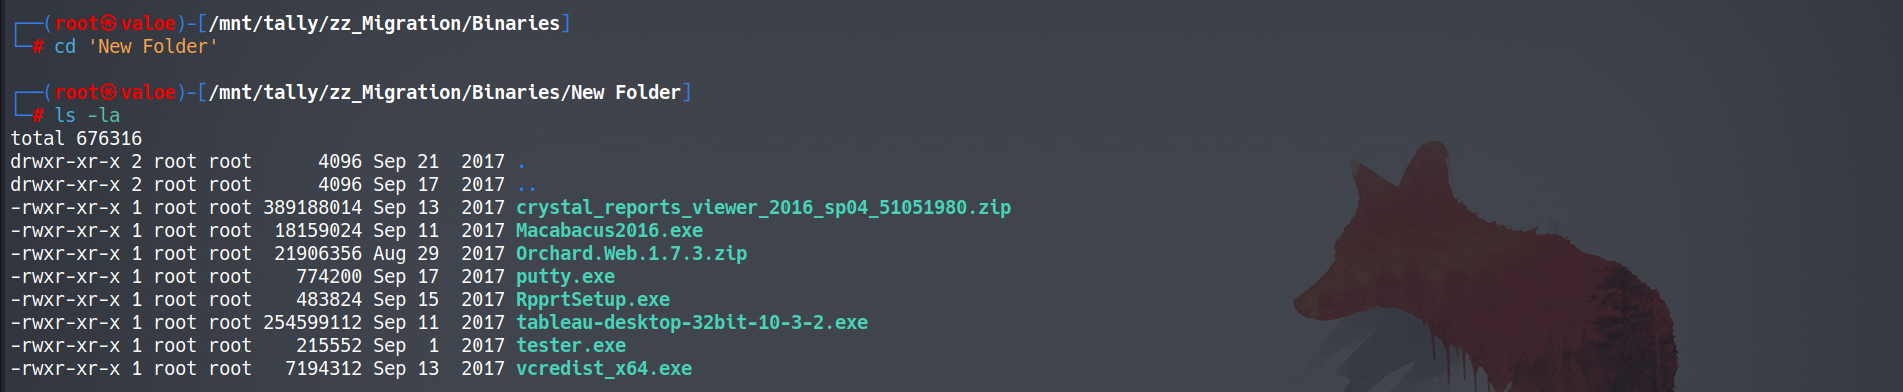 ┌──(root㉿valoe)-[/mnt/tally/zz_Migration/Binaries]
└─# cd 'New Folder'
┌──(root㉿valoe)-[/mnt/tally/zz_Migration/Binaries/New Folder]
└─# ls -la
total 676316
drwxr-xr-x 2 root root      4096 Sep 21  2017 .
drwxr-xr-x 2 root root      4096 Sep 17  2017 ..
-rwxr-xr-x 1 root root 389188014 Sep 13  2017 crystal_reports_viewer_2016_sp04_51051980.zip
-rwxr-xr-x 1 root root  18159024 Sep 11  2017 Macabacus2016.exe
-rwxr-xr-x 1 root root  21906356 Aug 29  2017 Orchard.Web.1.7.3.zip
-rwxr-xr-x 1 root root    774200 Sep 17  2017 putty.exe
-rwxr-xr-x 1 root root    483824 Sep 15  2017 RpprtSetup.exe
-rwxr-xr-x 1 root root 254599112 Sep 11  2017 tableau-desktop-32bit-10-3-2.exe
-rwxr-xr-x 1 root root    215552 Sep  1  2017 tester.exe
-rwxr-xr-x 1 root root   7194312 Sep 13  2017 vcredist_x64.exe